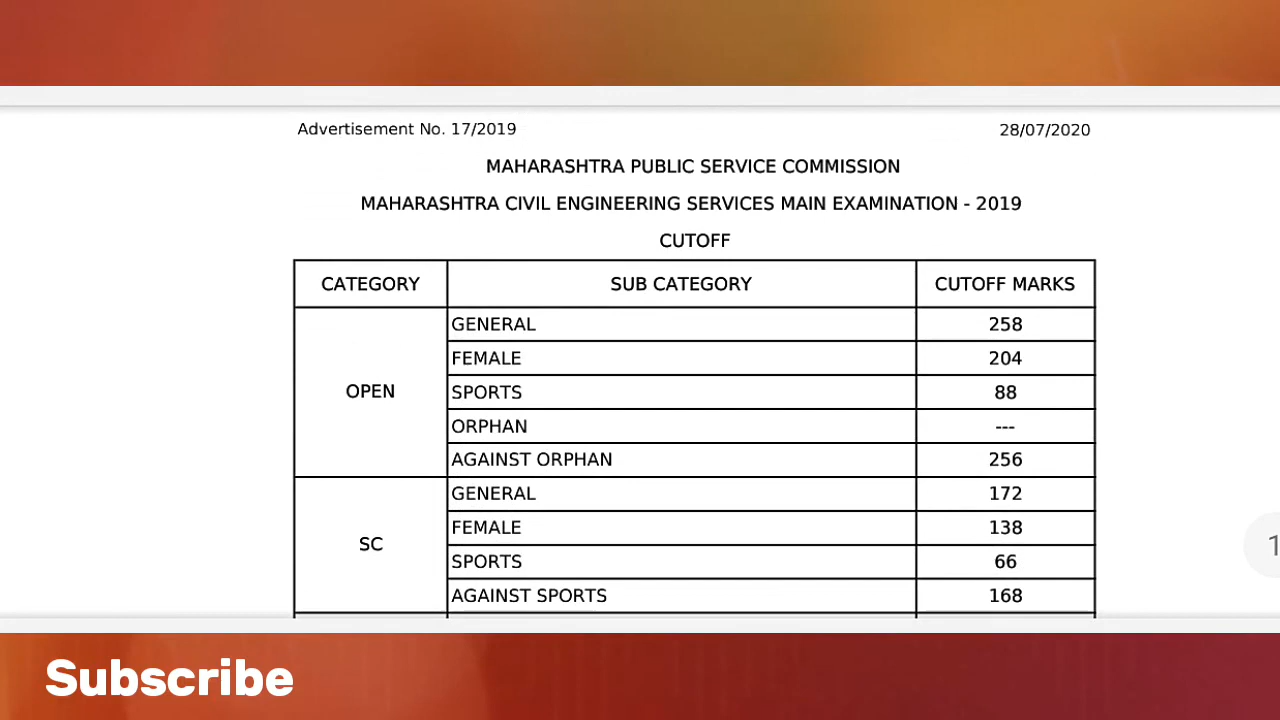 Advertisement No. 17/2019 28/07/2020
MAHARASHTRA PUBLIC SERVICE COMMISSION
MAHARASHTRA CIVIL ENGINEERING SERVICES MAIN EXAMINATION - 2019
CUTOFF
CATEGORY SUB CATEGORY CUTOFF MARKS
OPEN
GENERAL 258
FEMALE 204
SPORTS 88
ORPHAN ---
AGAINST ORPHAN 256
SC
GENERAL 172
FEMALE 138
SPORTS 66
AGAINST SPORTS 168
1
Subscribe